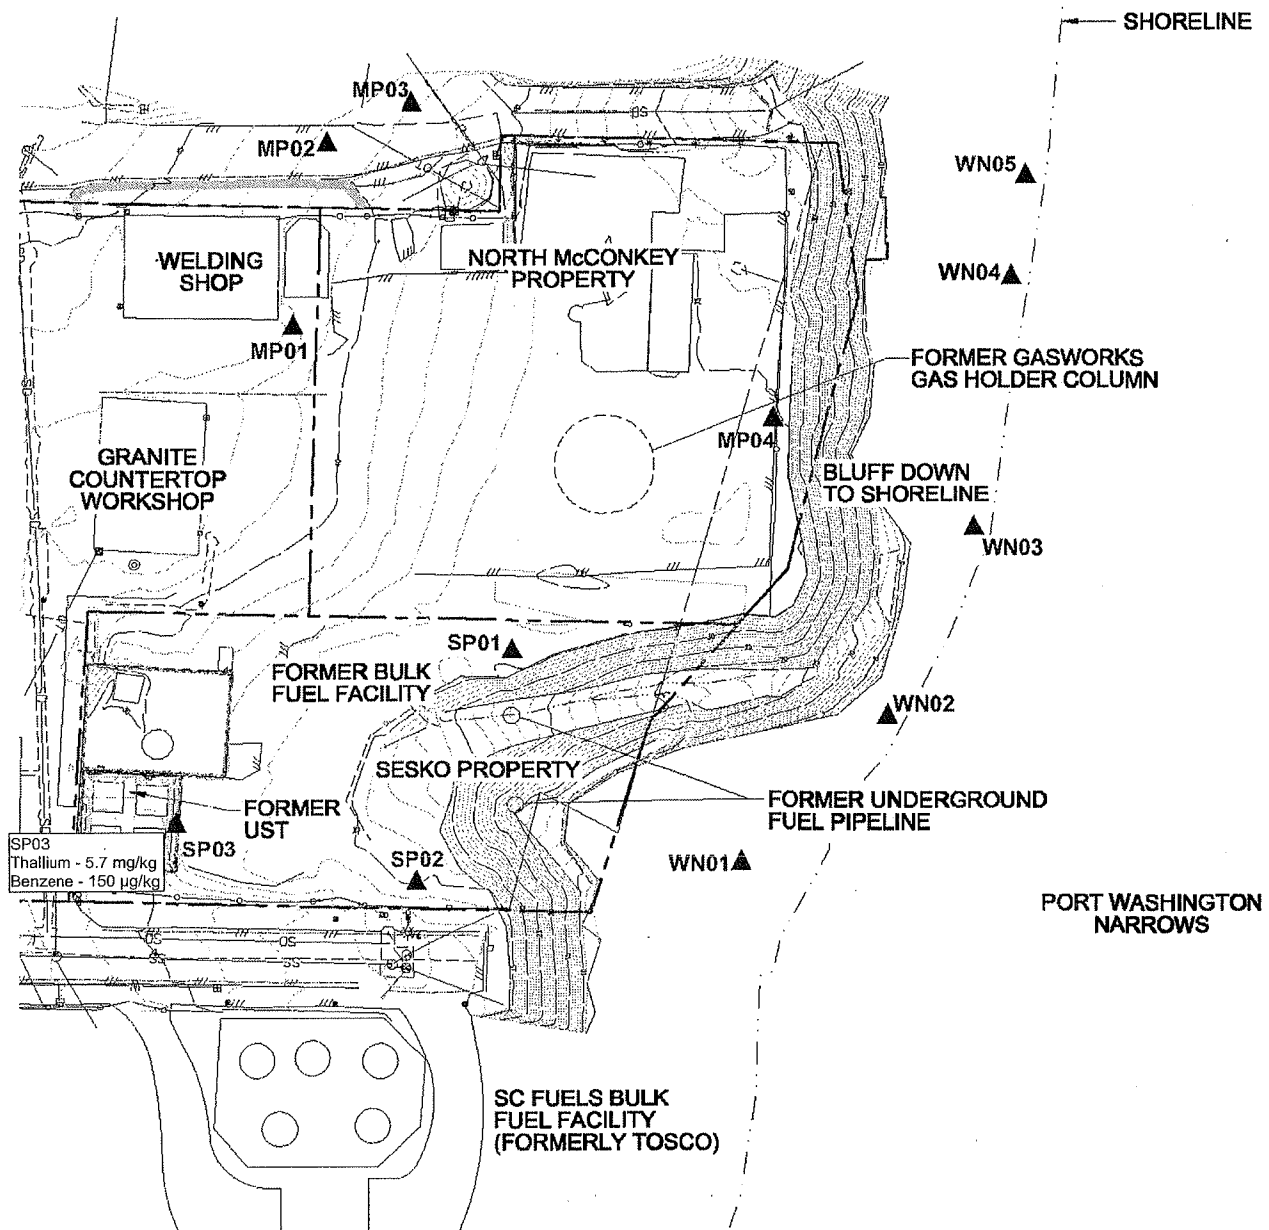 SHORELINE
MP03
MP02
WN05
WELDING
SHOP
NORTH McCONKEY
PROPERTY
WN04
MP01
FORMER GASWORKS
GAS HOLDER COLUMN
MP04
GRANITE
COUNTERTOP
WORKSHOP
BLUFF DOWN
TO SHORELINE
WN03
SP01
FORMER BULK
FUEL FACILITY
WN02
SESKO PROPERTY
FORMER
UST
FORMER UNDERGROUND
FUEL PIPELINE
SP03
Thallium - 5.7 mg/kg
Benzene - 150 µg/kg
SP03
SP02
WN01
PORT WASHINGTON
NARROWS
SC FUELS BULK
FUEL FACILITY
(FORMERLY TOSCO)